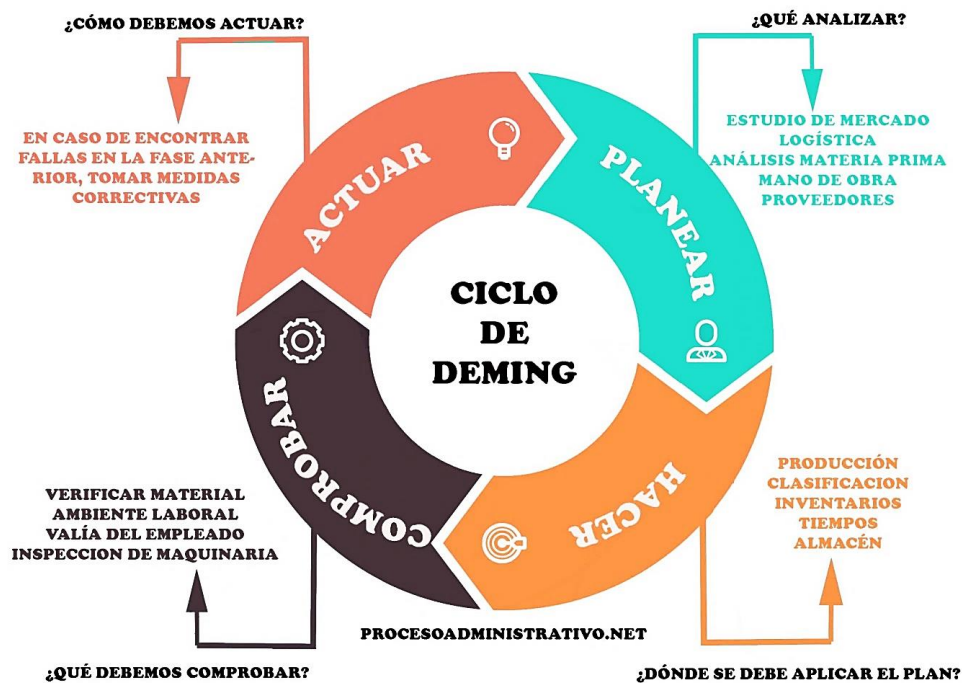 ¿CÓMO DEBEMOS ACTUAR?
EN CASO DE ENCONTRAR
FALLAS EN LA FASE ANTE-
RIOR, TOMAR MEDIDAS
CORRECTIVAS
¿QUÉ ANALIZAR?
ESTUDIO DE MERCADO
LOGÍSTICA
ANÁLISIS MATERIA PRIMA
MANO DE OBRA
PROVEEDORES
ACTUAR
PLANEAR
CICLO
DE
DEMING
COMPROBAR
HACER
VERIFICAR MATERIAL
AMBIENTE LABORAL
VALÍA DEL EMPLEADO
INSPECCION DE MAQUINARIA
¿QUÉ DEBEMOS COMPROBAR?
PRODUCCIÓN
CLASIFICACION
INVENTARIOS
TIEMPOS
ALMACÉN
¿DÓNDE SE DEBE APLICAR EL PLAN?
PROCESOADMINISTRATIVO.NET